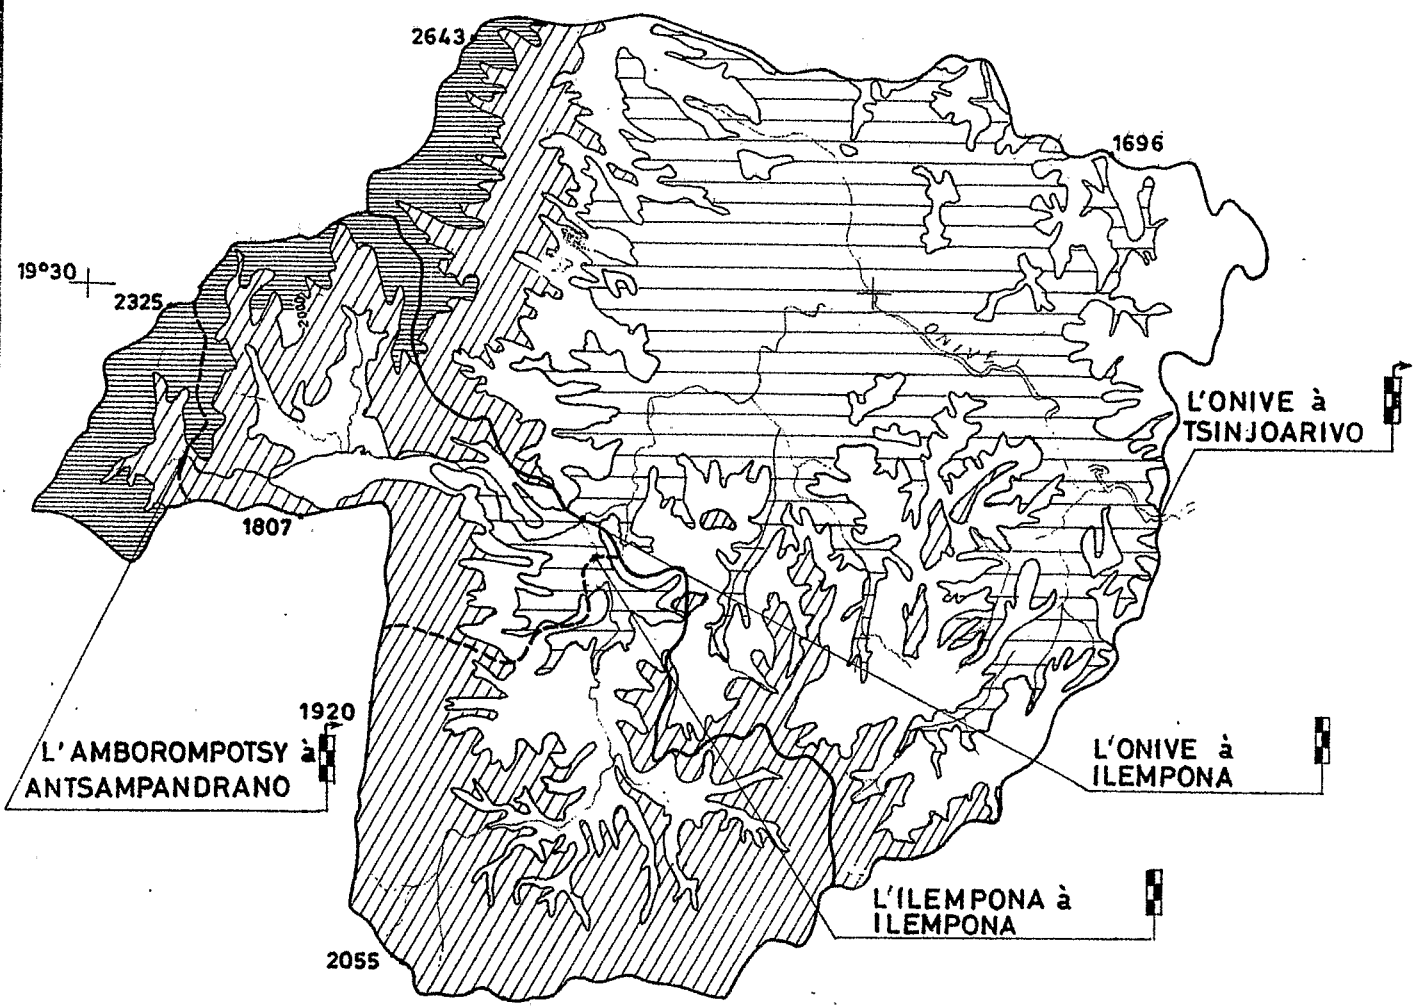 2643
1696
19°30
2325
2000
ONIVE
L'ONIVE à
TSINJOARIVO
1807
1920
L'AMBOROMPOTSY à
ANTSAMPANDRANO
L'ONIVE à
ILEMPONA
L'ILEMPONA à
ILEMPONA
2055